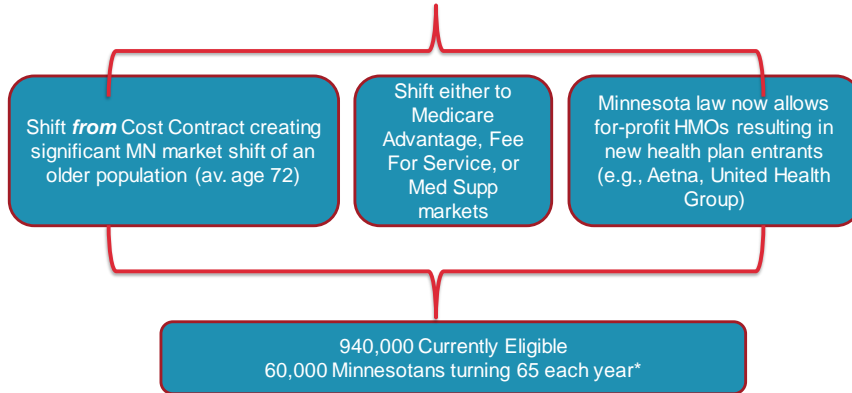 Shift from Cost Contract creating
significant MN market shift of an
older population (av. age 72)
Shift either to
Medicare
Advantage, Fee
For Service, or
Med Supp
markets
Minnesota law now allows
for-profit HMOs resulting in
new health plan entrants
(e.g., Aetna, United Health
Group)
940,000 Currently Eligible
60,000 Minnesotans turning 65 each year*